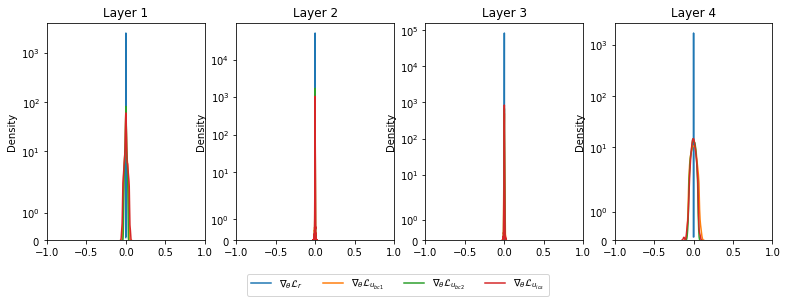 Layer 1 Layer 2 Layer 3 Layer 4
10³ 10⁴ 10⁵ 10³
10² 10³ 10⁴ 10²
10¹ 10² 10³ 10¹
10⁰ 10¹ 10² 10⁰
0 10⁰ 10¹ 0
0 10⁰
0
Density Density Density Density
−1.0 −0.5 0.0 0.5 1.0 −1.0 −0.5 0.0 0.5 1.0 −1.0 −0.5 0.0 0.5 1.0 −1.0 −0.5 0.0 0.5 1.0
∇θℒr ∇θℒu_bc1 ∇θℒu_bc2 ∇θℒu_ics